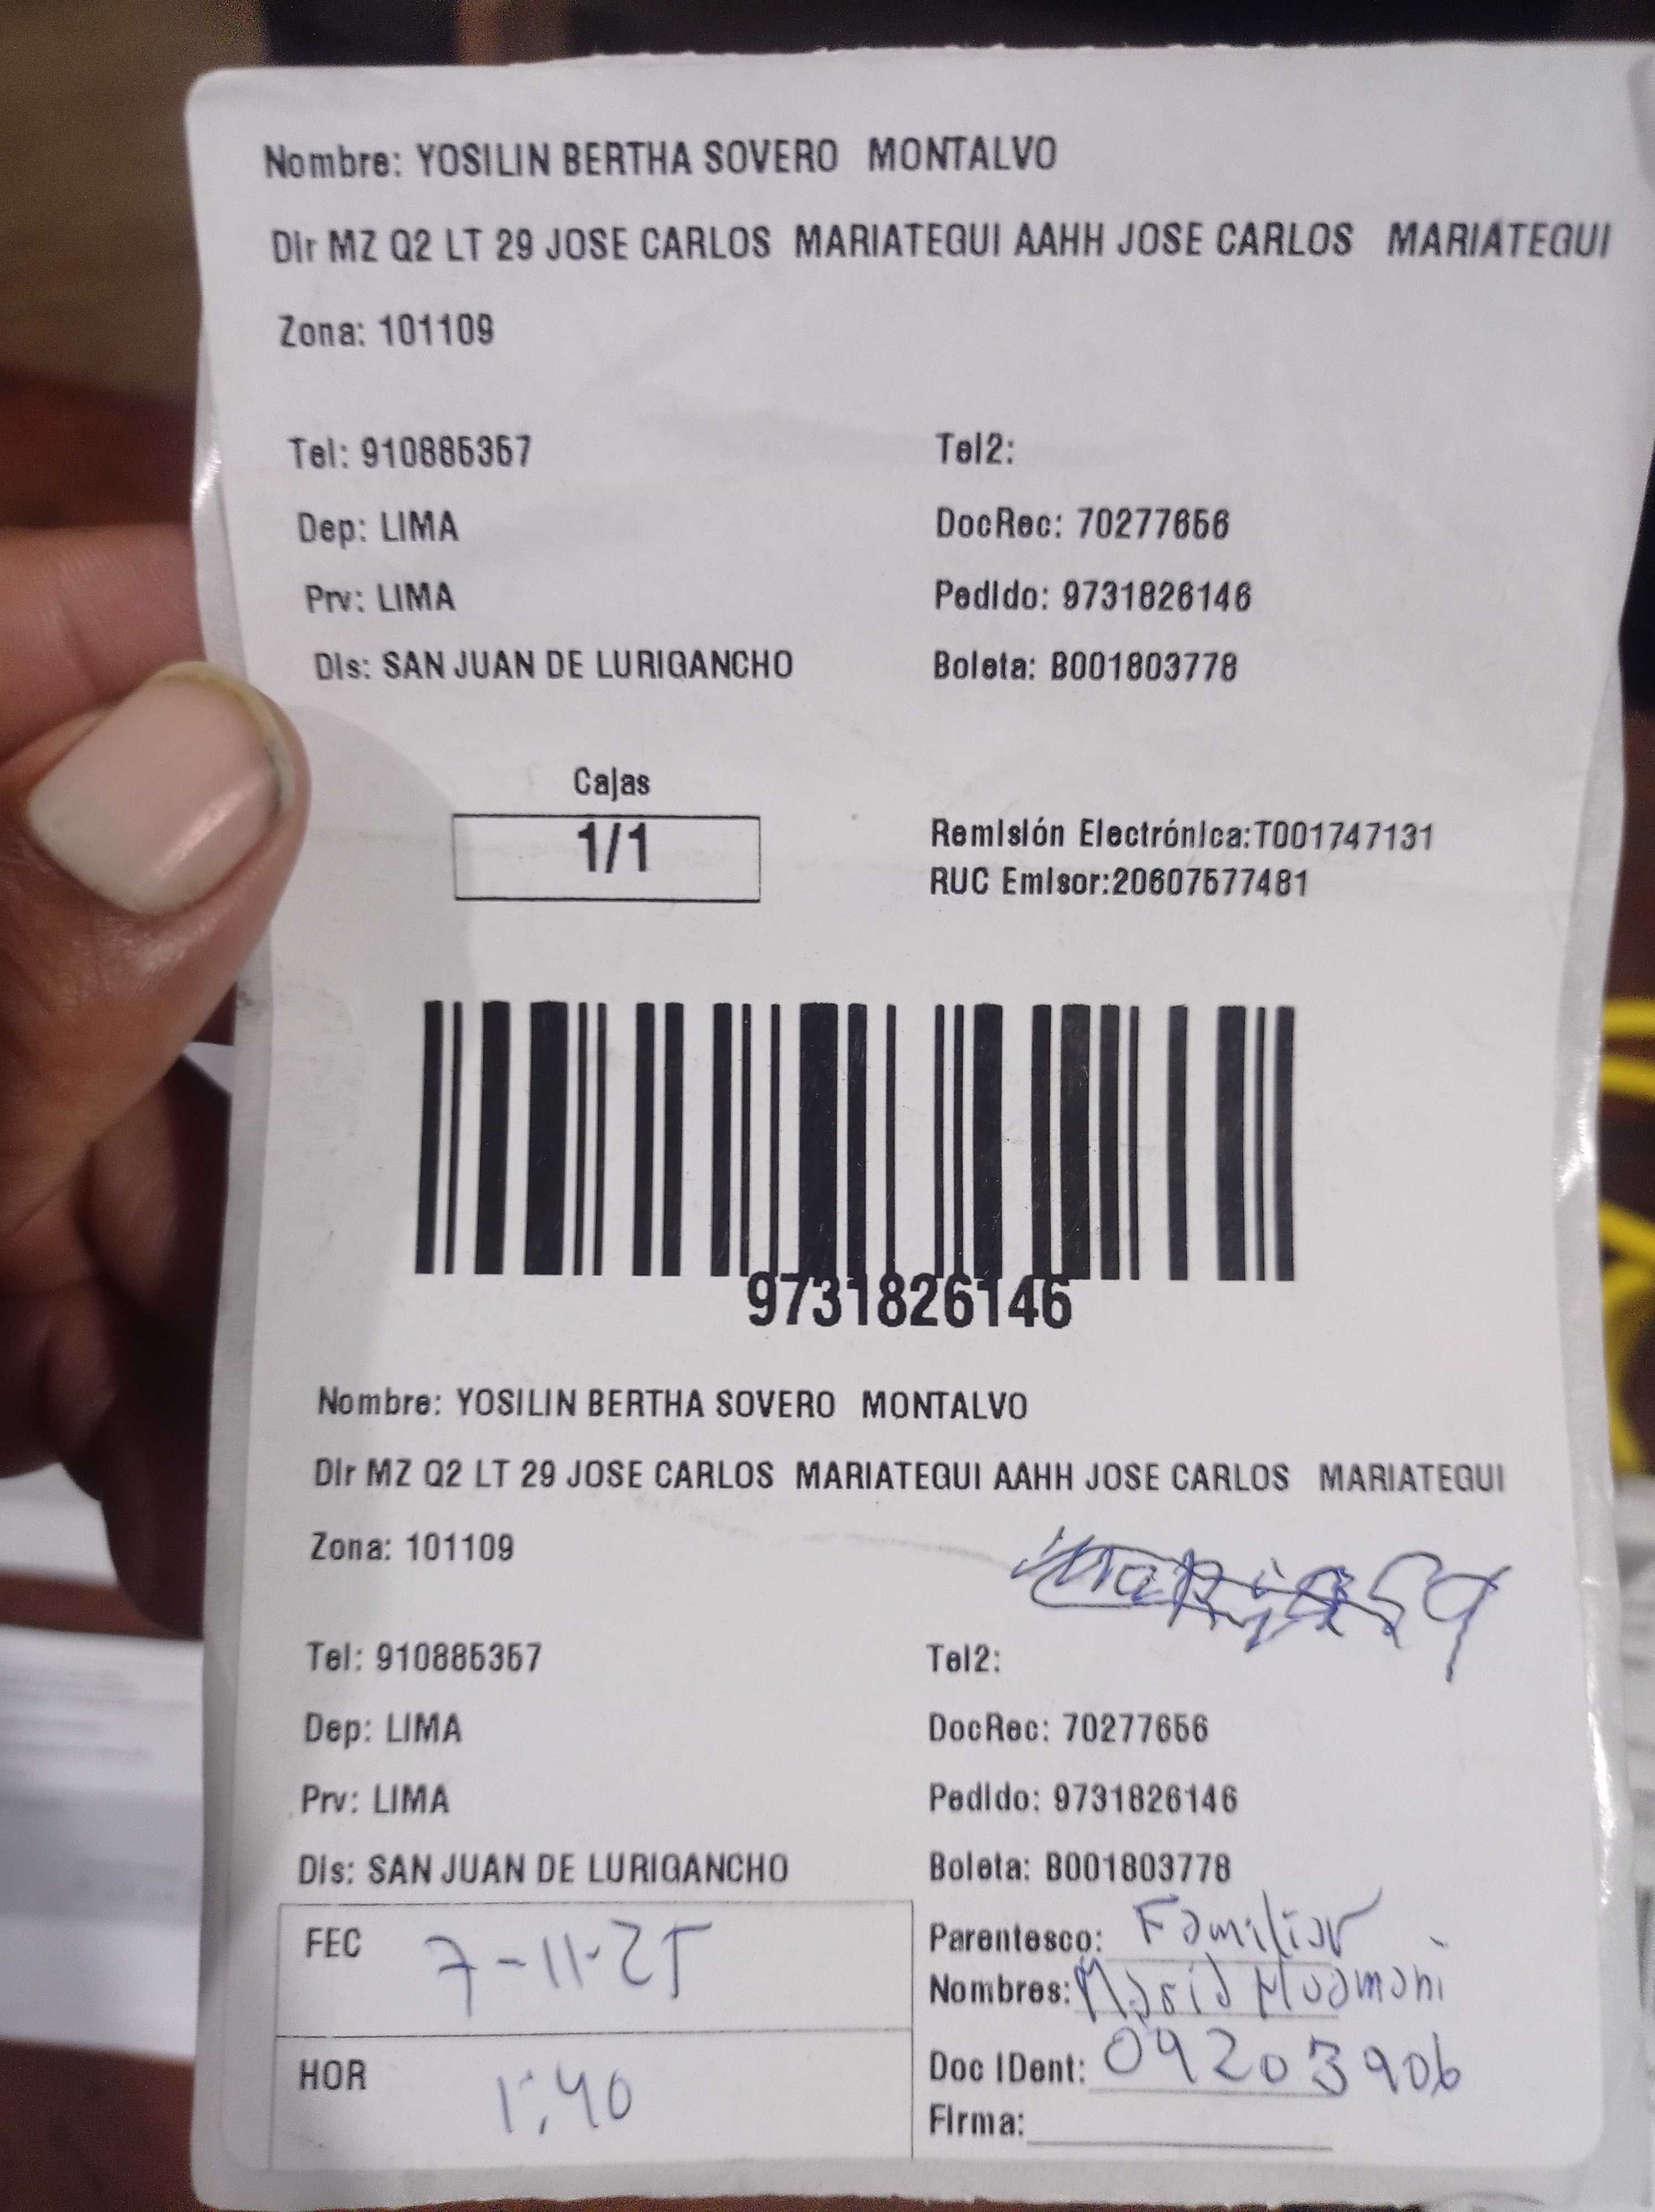 Nombre: YOSILIN BERTHA SOVERO MONTALVO
Dir MZ Q2 LT 29 JOSE CARLOS MARIATEGUI AAHH JOSE CARLOS MARIATEGUI
Zona: 101109
Tel: 910885357 Tel2:
Dep: LIMA DocRec: 70277656
Prv: LIMA Pedido: 9731826146
Dis: SAN JUAN DE LURIGANCHO Boleta: B001803778
Cajas
1/1
Remisión Electrónica:T001747131
RUC Emisor:20607577481
9731826146
Nombre: YOSILIN BERTHA SOVERO MONTALVO
Dir MZ Q2 LT 29 JOSE CARLOS MARIATEGUI AAHH JOSE CARLOS MARIATEGUI
Zona: 101109
Tel: 910885357 Tel2:
Dep: LIMA DocRec: 70277656
Prv: LIMA Pedido: 9731826146
Dis: SAN JUAN DE LURIGANCHO Boleta: B001803778
FEC 7-11-25
HOR 1:40
Parentesco: Familiar
Nombres: Maria Huamani
Doc IDent: 09203906
Firma: